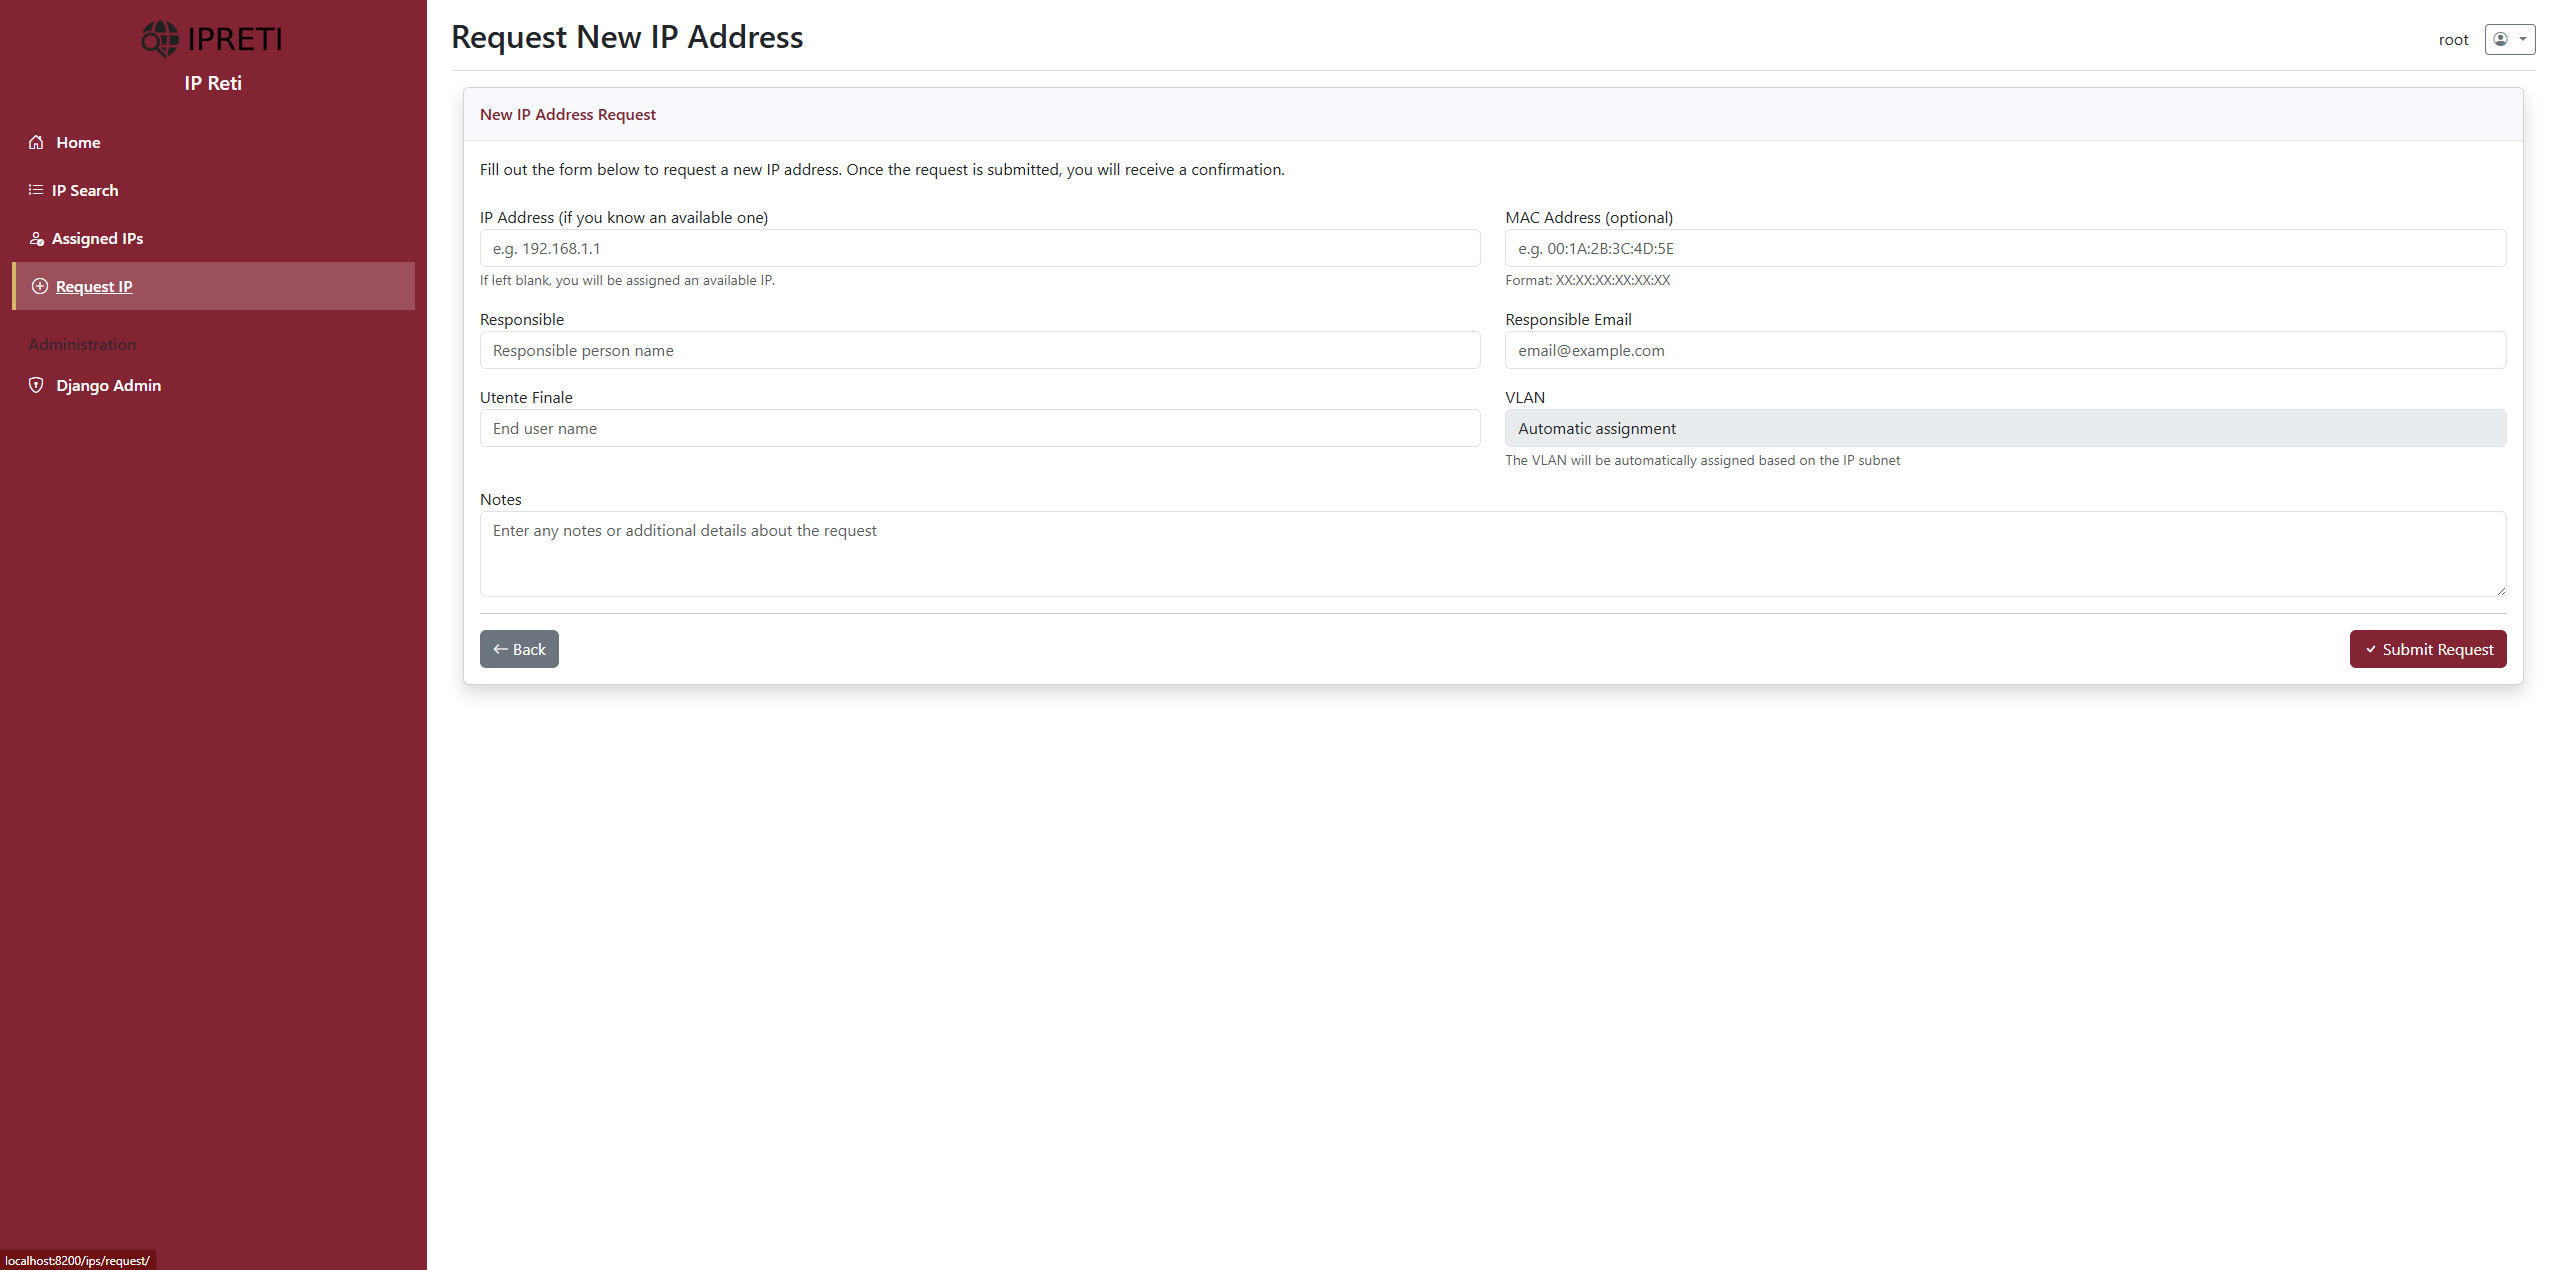 IPRETI
IP Reti
Home
IP Search
Assigned IPs
Request IP
Administration
Django Admin
Request New IP Address
root
New IP Address Request
Fill out the form below to request a new IP address. Once the request is submitted, you will receive a confirmation.
IP Address (if you know an available one)
e.g. 192.168.1.1
If left blank, you will be assigned an available IP.
MAC Address (optional)
e.g. 00:1A:2B:3C:4D:5E
Format: XX:XX:XX:XX:XX:XX
Responsible
Responsible person name
Responsible Email
email@example.com
Utente Finale
End user name
VLAN
Automatic assignment
The VLAN will be automatically assigned based on the IP subnet
Notes
Enter any notes or additional details about the request
Back
Submit Request
localhost:8200/ips/request/